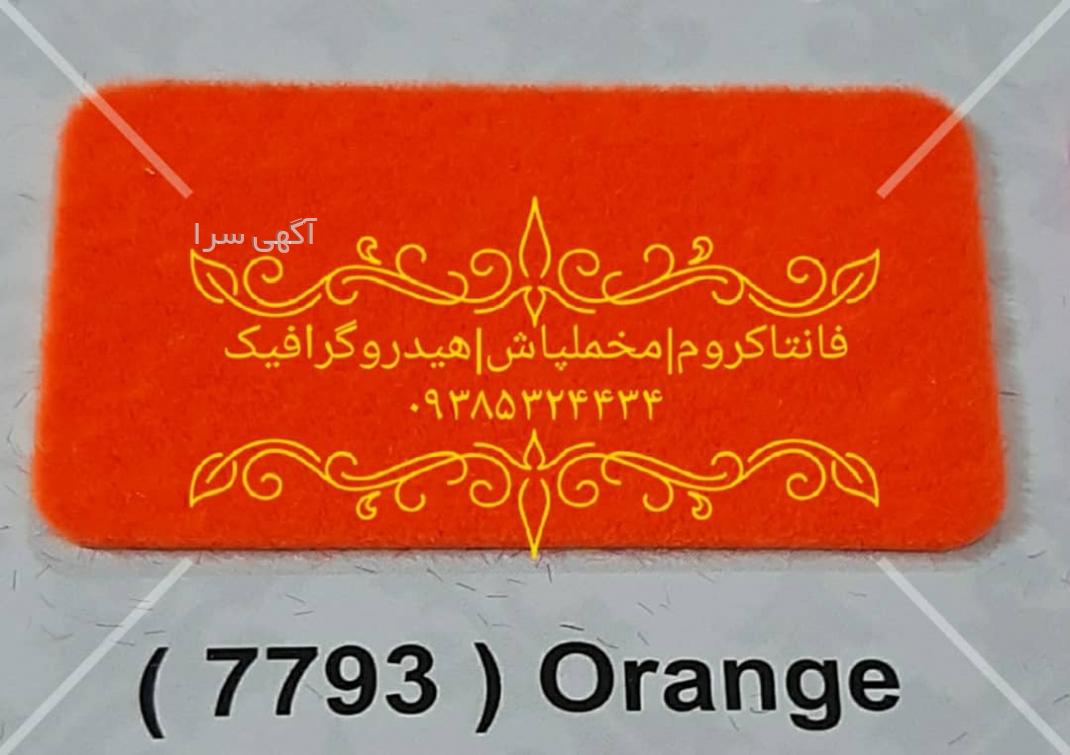 آگهی سرا
فانتاکروم|مخملپاش|هیدروگرافیک
۰۹۳۸۵۳۲۴۴۳۴
( 7793 ) Orange